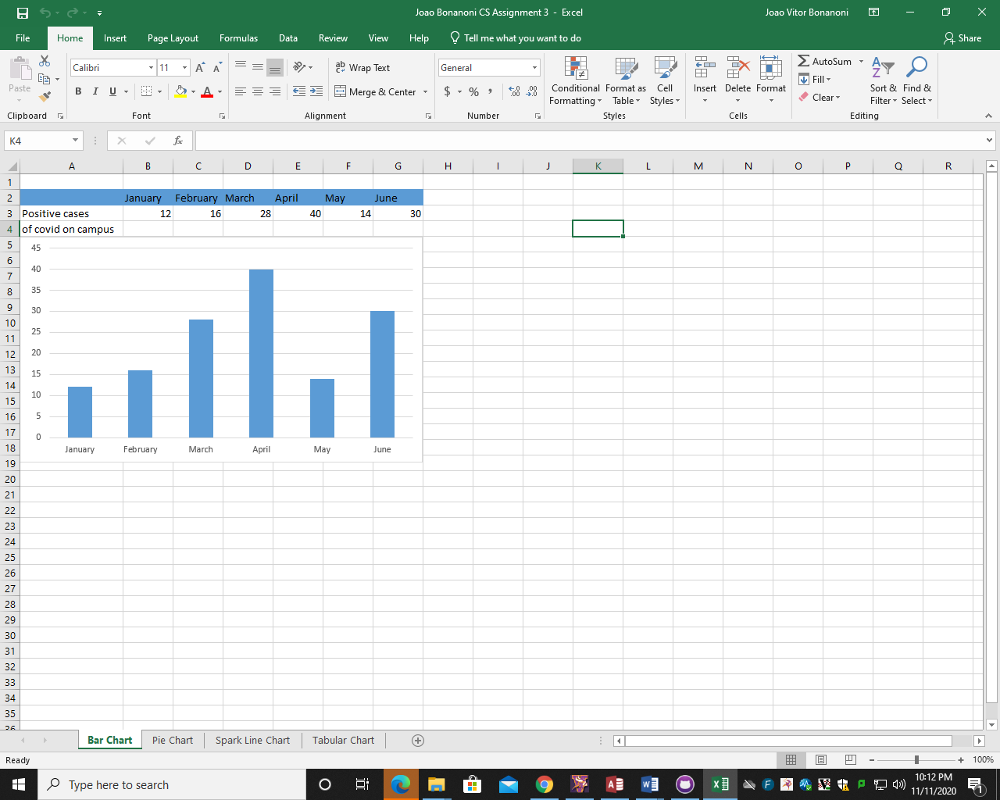 Joao Bonanoni CS Assignment 3 - Excel
Joao Vitor Bonanoni
File Home Insert Page Layout Formulas Data Review View Help Tell me what you want to do Share
Paste
Calibri 11 A A
B I U A
ab Wrap Text
Merge & Center
General
$ % ,
.00 .0
Conditional Formatting
Format as Table
Cell Styles
Insert Delete Format
AutoSum
Fill
Clear
Sort & Filter
Find & Select
Clipboard Font Alignment Number Styles Cells Editing
K4 fx
A B C D E F G H I J K L M N O P Q R
1
2 January February March April May June
3 Positive cases 12 16 28 40 14 30
4 of covid on campus
5
6
7
8
9
10
11
12
13
14
15
16
17
18
19
20
21
22
23
24
25
26
27
28
29
30
31
32
33
34
35
36
45
40
35
30
25
20
15
10
5
0
January February March April May June
Bar Chart Pie Chart Spark Line Chart Tabular Chart
Ready
100%
Type here to search
10:12 PM
11/11/2020
1